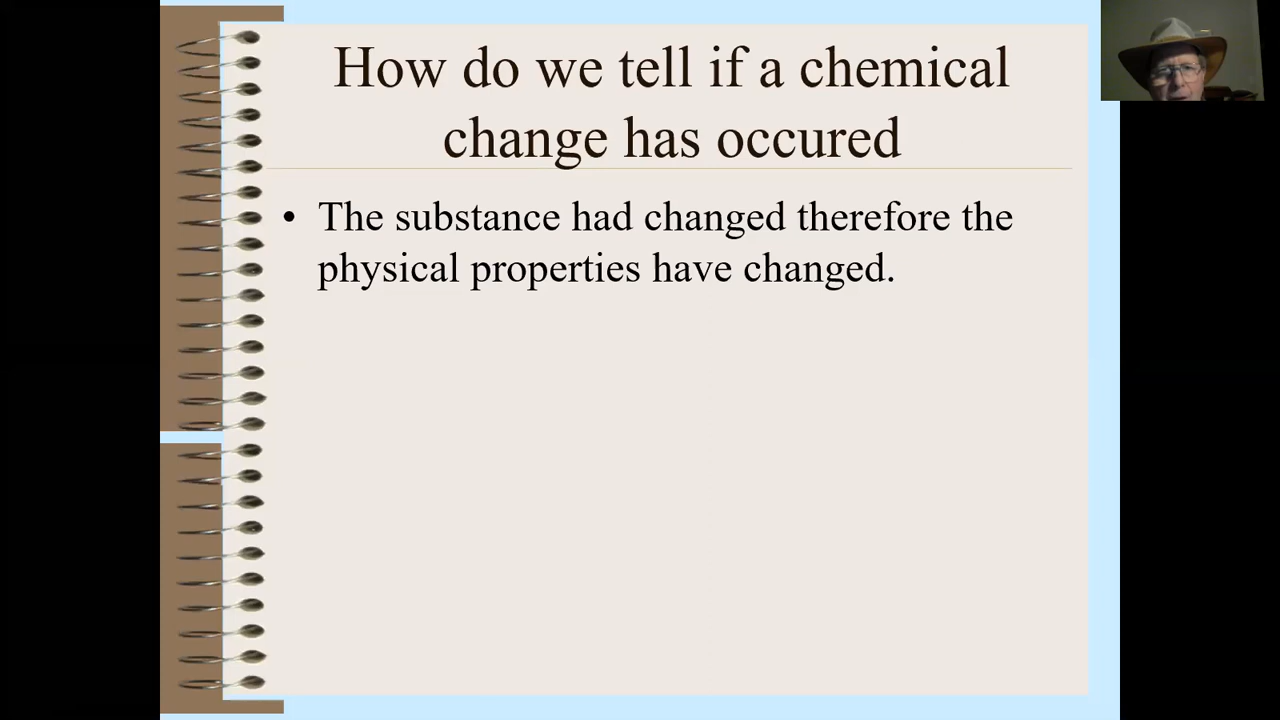 How do we tell if a chemical
change has occured
• The substance had changed therefore the
physical properties have changed.